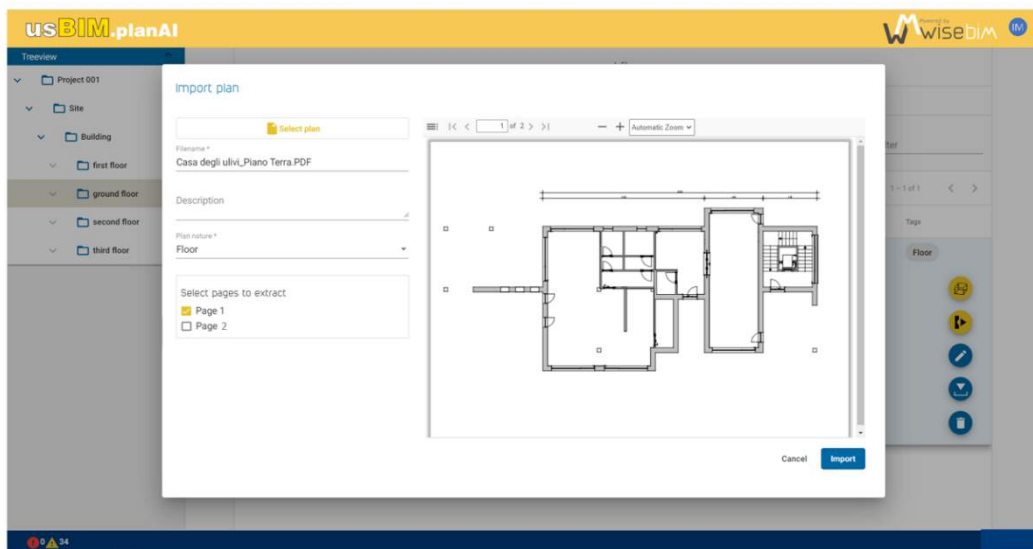 usBIM.planAI
Powered by
wisebim
IM
Treeview
Project 001
Site
Building
first floor
ground floor
second floor
third floor
Import plan
Select plan
Filename *
Casa degli ulivi_Piano Terra.PDF
Description
Plan nature *
Floor
Select pages to extract
Page 1
Page 2
1 of 2
Automatic Zoom
1 – 1 of 1
Tags
Floor
Cancel
Import
0 34